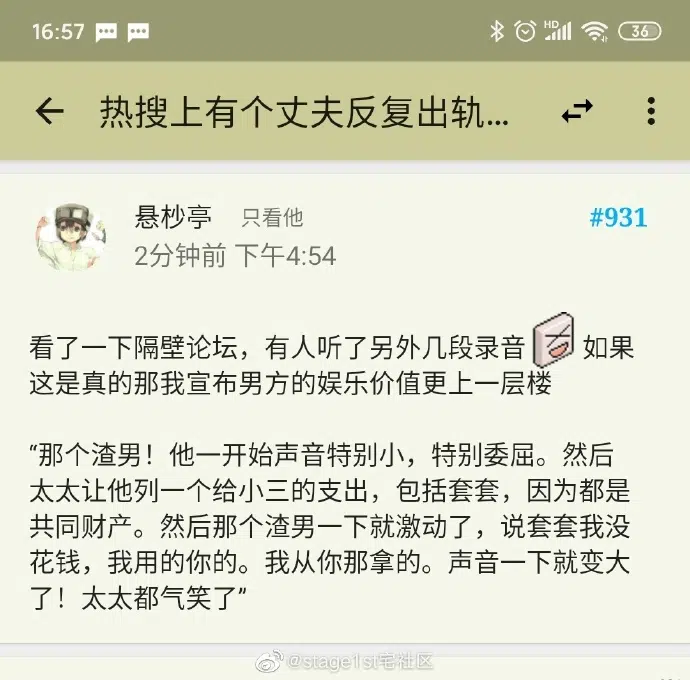 16:57
HD
36
热搜上有个丈夫反复出轨...
悬杪亭 只看他
#931
2分钟前 下午4:54
看了一下隔壁论坛，有人听了另外几段录音 如果
这是真的那我宣布男方的娱乐价值更上一层楼
“那个渣男！他一开始声音特别小，特别委屈。然后
太太让他列一个给小三的支出，包括套套，因为都是
共同财产。然后那个渣男一下就激动了，说套套我没
花钱，我用的你的。我从你那拿的。声音一下就变大
了！太太都气笑了”
@stage1st宅社区